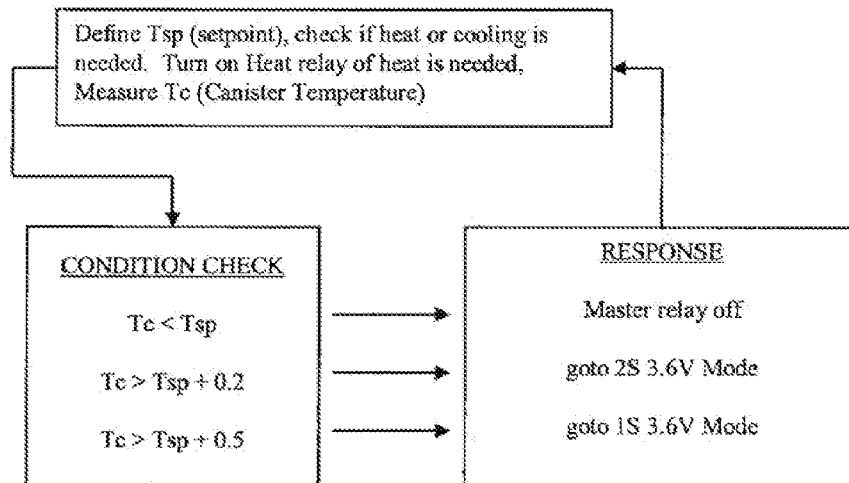 Define Tsp (setpoint), check if heat or cooling is
needed. Turn on Heat relay of heat is needed,
Measure Tc (Canister Temperature)
CONDITION CHECK
Tc < Tsp
Tc > Tsp + 0.2
Tc > Tsp + 0.5
RESPONSE
Master relay off
goto 2S 3.6V Mode
goto 1S 3.6V Mode